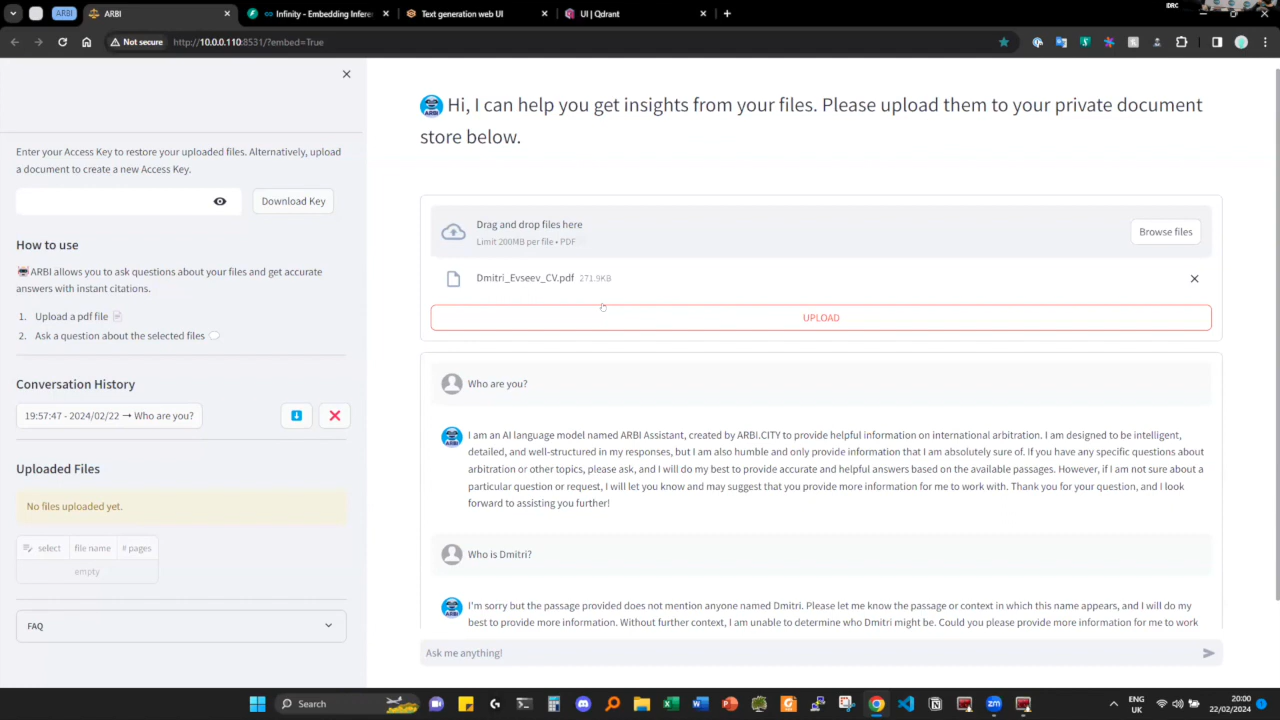 IDRC
ARBI
ARBI
Infinity - Embedding Infere
Text generation web UI
UI | Qdrant
Not secure
http://10.0.0.110:8531/?embed=True
Enter your Access Key to restore your uploaded files. Alternatively, upload
a document to create a new Access Key.
Download Key
How to use
ARBI allows you to ask questions about your files and get accurate
answers with instant citations.
1. Upload a pdf file
2. Ask a question about the selected files
Conversation History
19:57:47 - 2024/02/22 → Who are you?
Uploaded Files
No files uploaded yet.
select file name # pages
empty
FAQ
Hi, I can help you get insights from your files. Please upload them to your private document
store below.
Drag and drop files here
Limit 200MB per file • PDF
Browse files
Dmitri_Evseev_CV.pdf 271.9KB
UPLOAD
Who are you?
I am an AI language model named ARBI Assistant, created by ARBI.CITY to provide helpful information on international arbitration. I am designed to be intelligent,
detailed, and well-structured in my responses, but I am also humble and only provide information that I am absolutely sure of. If you have any specific questions about
arbitration or other topics, please ask, and I will do my best to provide accurate and helpful answers based on the available passages. However, if I am not sure about a
particular question or request, I will let you know and may suggest that you provide more information for me to work with. Thank you for your question, and I look
forward to assisting you further!
Who is Dmitri?
I'm sorry but the passage provided does not mention anyone named Dmitri. Please let me know the passage or context in which this name appears, and I will do my
best to provide more information. Without further context, I am unable to determine who Dmitri might be. Could you please provide more information for me to work
Ask me anything!
Search
ENG
UK
20:00
22/02/2024